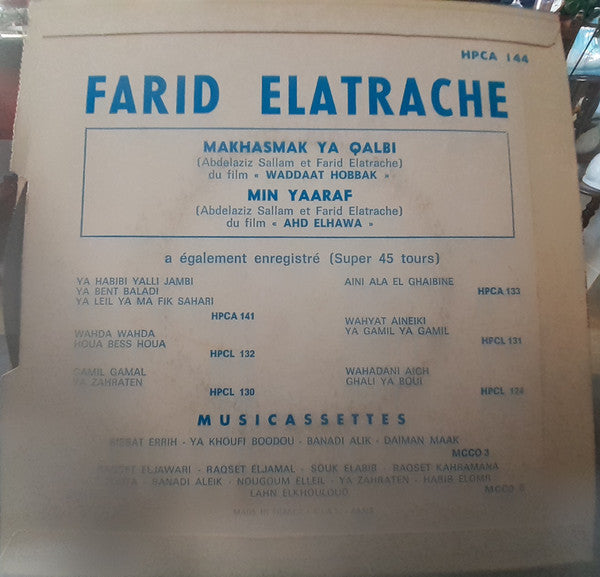 HPCA 144
FARID ELATRACHE
MAKHASMAK YA QALBI
(Abdelaziz Sallam et Farid Elatrache)
du film « WADDAAT HOBBAK »
MIN YAARAF
(Abdelaziz Sallam et Farid Elatrache)
du film « AHD ELHAWA »
a également enregistré (Super 45 tours)
YA HABIBI YALLI JAMBI
YA BENT BALADI
YA LEIL YA MA FIK SAHARI
HPCA 141
WAHDA WAHDA
HOUA BESS HOUA
HPCL 132
GAMIL GAMAL
YA ZAHRATEN
HPCL 130
AINI ALA EL GHAIBINE
HPCA 133
WAHYAT AINEIKI
YA GAMIL YA GAMIL
HPCL 131
WAHADANI AICH
GHALI YA BOUI
HPCL 124
MUSICASSETTES
BISSAT ERRIH - YA KHOUFI BOODOU - BANADI ALIK - DAIMAN MAAK
MCCO 3
ELJAWARI - RAQSET ELJAMAL - SOUK ELABIB - RAQSET KAHRAMANA
BANADI ALEIK - NOUGOUM ELLEIL - YA ZAHRATEN - HABIB ELOMR
LAHN ELKHOULOUD
MADE IN FRANCE